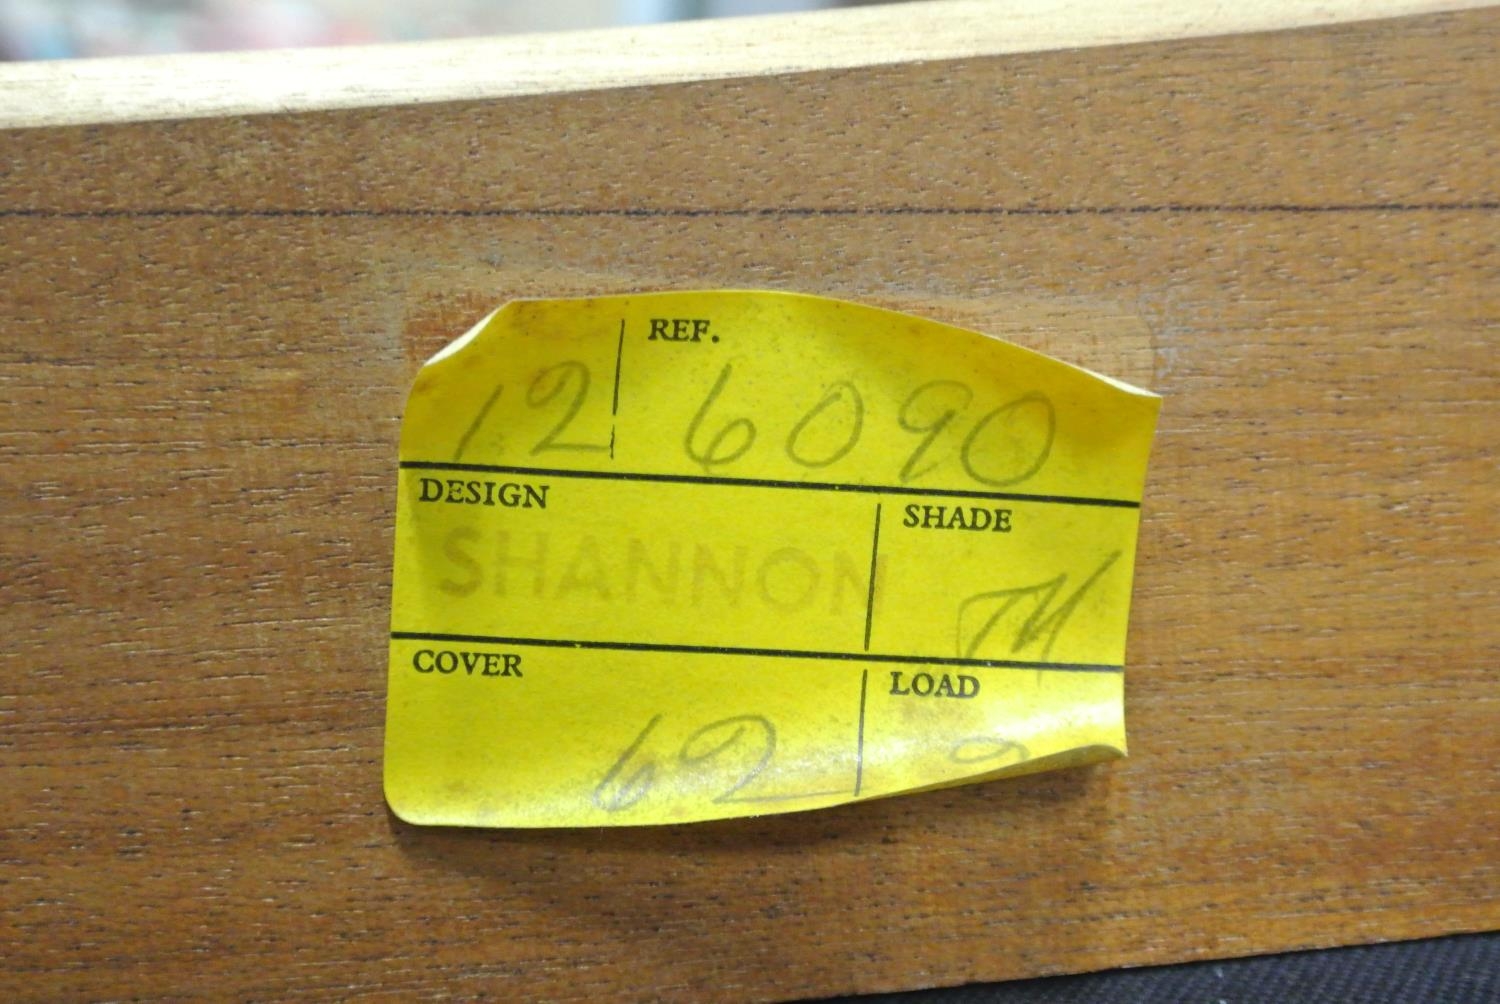 REF.
12 6090
DESIGN SHADE
SHANNON TM
COVER LOAD
62